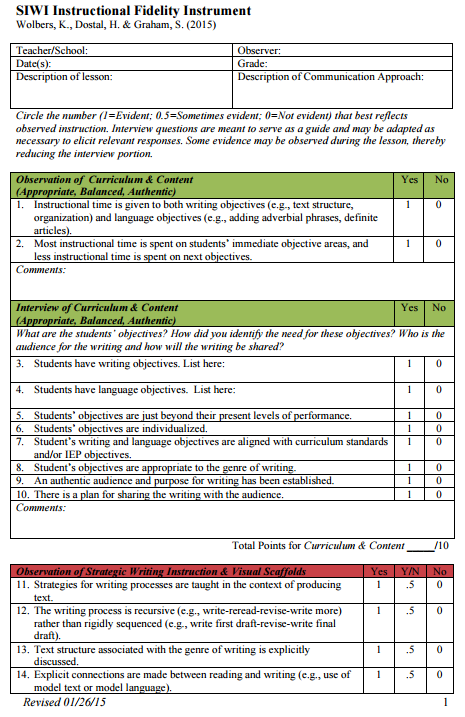 SIWI Instructional Fidelity Instrument
Wolbers, K., Dostal, H. & Graham, S. (2015)
Teacher/School: Observer:
Date(s): Grade:
Description of lesson: Description of Communication Approach:
Circle the number (1=Evident; 0.5=Sometimes evident; 0=Not evident) that best reflects
observed instruction. Interview questions are meant to serve as a guide and may be adapted as
necessary to elicit relevant responses. Some evidence may be observed during the lesson, thereby
reducing the interview portion.
Observation of Curriculum & Content Yes No
(Appropriate, Balanced, Authentic)
1. Instructional time is given to both writing objectives (e.g., text structure, 1 0
organization) and language objectives (e.g., adding adverbial phrases, definite
articles).
2. Most instructional time is spent on students' immediate objective areas, and 1 0
less instructional time is spent on next objectives.
Comments:
Interview of Curriculum & Content Yes No
(Appropriate, Balanced, Authentic)
What are the students' objectives? How did you identify the need for these objectives? Who is the
audience for the writing and how will the writing be shared?
3. Students have writing objectives. List here: 1 0
4. Students have language objectives. List here: 1 0
5. Students' objectives are just beyond their present levels of performance. 1 0
6. Students' objectives are individualized. 1 0
7. Student's writing and language objectives are aligned with curriculum standards 1 0
and/or IEP objectives.
8. Student's objectives are appropriate to the genre of writing. 1 0
9. An authentic audience and purpose for writing has been established. 1 0
10. There is a plan for sharing the writing with the audience. 1 0
Comments:
Total Points for Curriculum & Content _____/10
Observation of Strategic Writing Instruction & Visual Scaffolds Yes Y/N No
11. Strategies for writing processes are taught in the context of producing 1 .5 0
text.
12. The writing process is recursive (e.g., write-reread-revise-write more) 1 .5 0
rather than rigidly sequenced (e.g., write first draft-revise-write final
draft).
13. Text structure associated with the genre of writing is explicitly 1 .5 0
discussed.
14. Explicit connections are made between reading and writing (e.g., use of 1 .5 0
model text or model language).
Revised 01/26/15 1